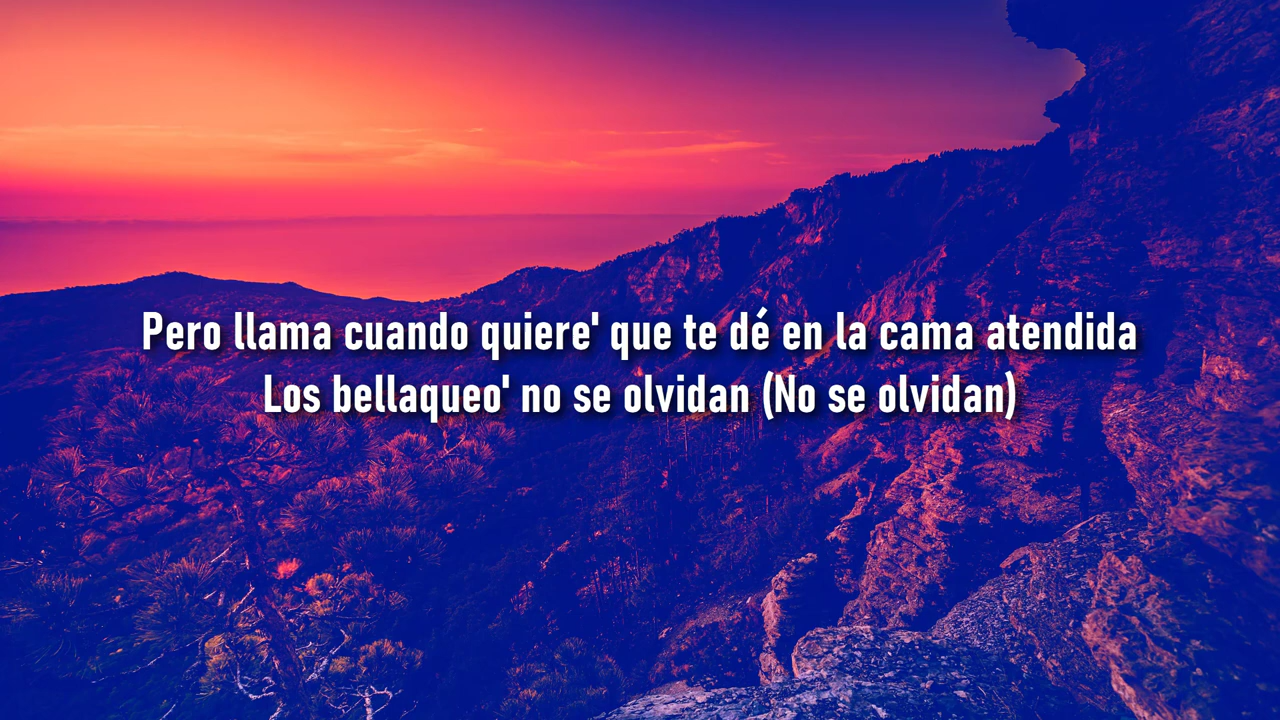 Pero llama cuando quiere' que te dé en la cama atendida
Los bellaqueo' no se olvidan (No se olvidan)